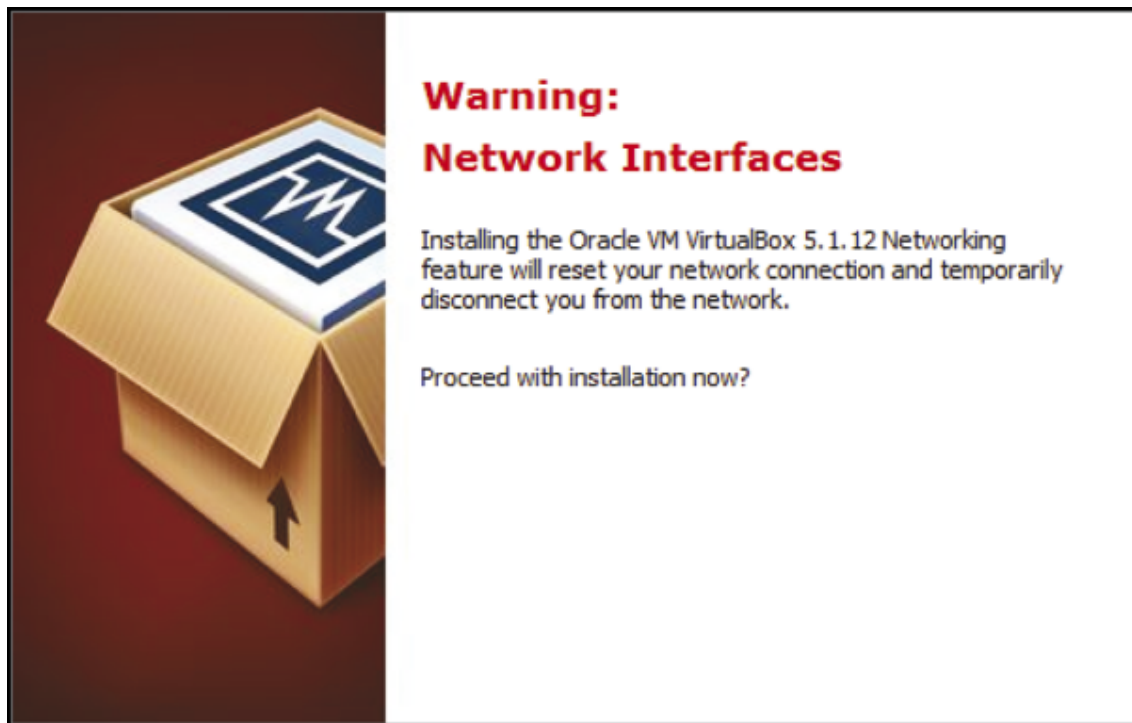 Warning:
Network Interfaces
Installing the Oracle VM VirtualBox 5.1.12 Networking
feature will reset your network connection and temporarily
disconnect you from the network.
Proceed with installation now?